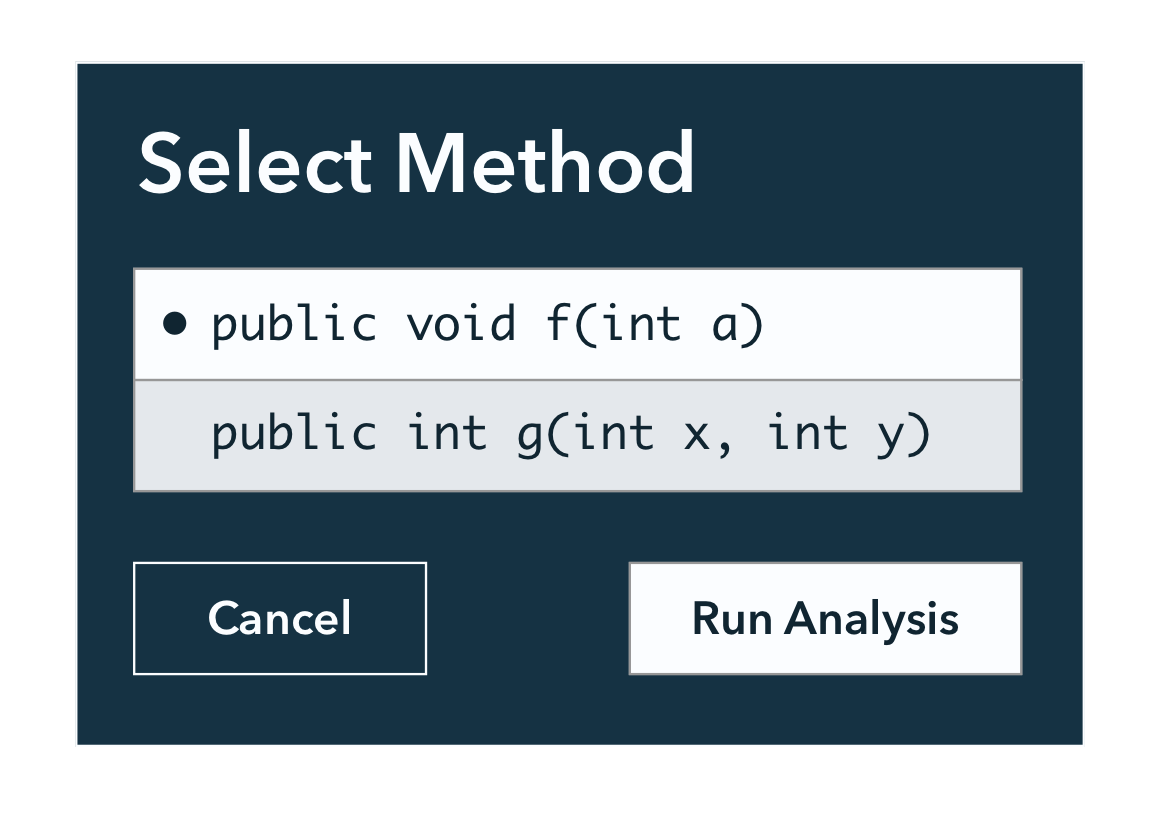 Select Method
public void f(int a)
public int g(int x, int y)
Cancel
Run Analysis